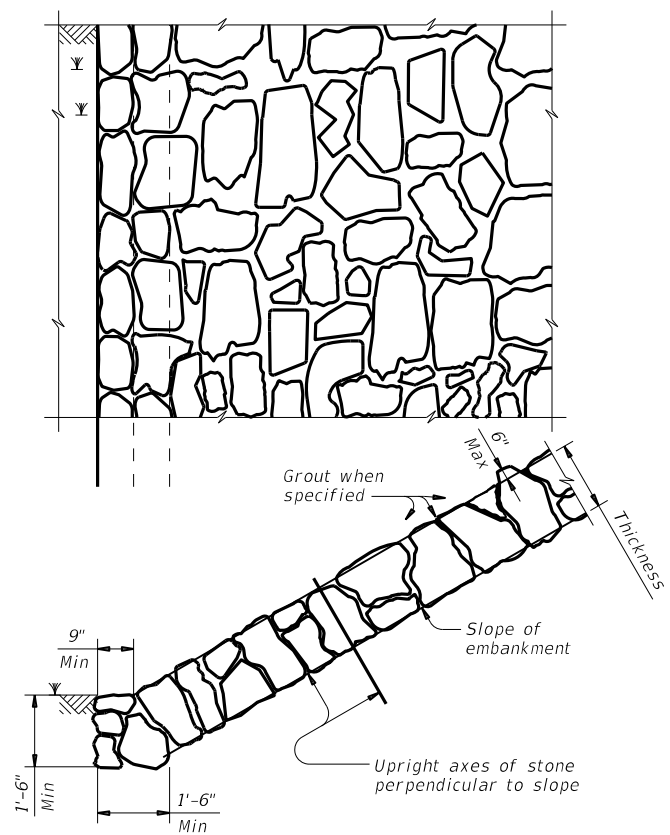 6"
Max
Grout when
specified
Thickness
Slope of
embankment
9"
Min
1'-6"
Min
Upright axes of stone
perpendicular to slope
1'-6"
Min